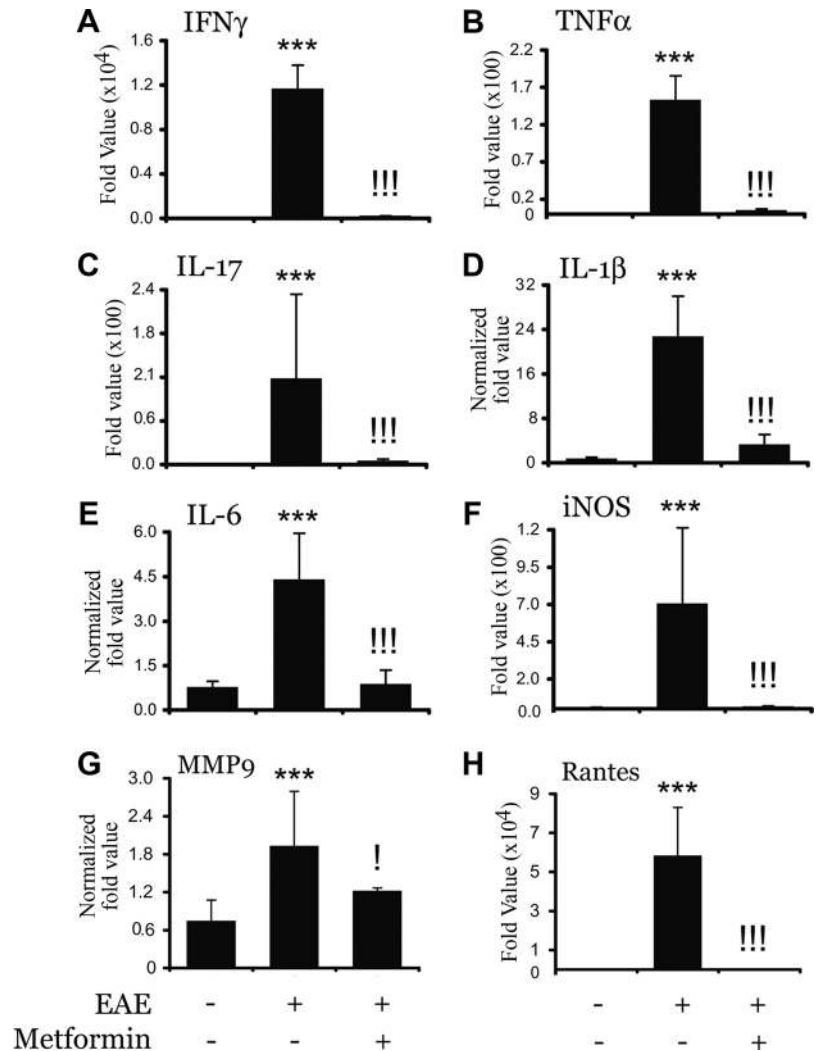 A IFNγ
Fold Value (x10⁴)
1.6
1.2
0.8
0.4
0.0
***
!!!
B TNFα
Fold value (x100)
2.2
1.7
1.2
0.7
0.2
0
***
!!!
C IL-17
Fold value (x100)
2.4
1.8
2.1
0.6
0.0
***
!!!
D IL-1β
Normalized
fold value
32
24
16
8
0
***
!!!
E IL-6
Normalized
fold value
6.0
4.5
3.0
1.5
0.0
***
!!!
F iNOS
Fold value (x100)
1.2
9.5
7.0
4.5
2.0
0.0
***
!!!
G MMP9
Normalized
fold value
3.0
1.8
1.2
0.6
0
***
!
H Rantes
Fold Value (x10⁴)
9
7
5
3
1
0
***
!!!
EAE - + + - + +
Metformin - - + - - +